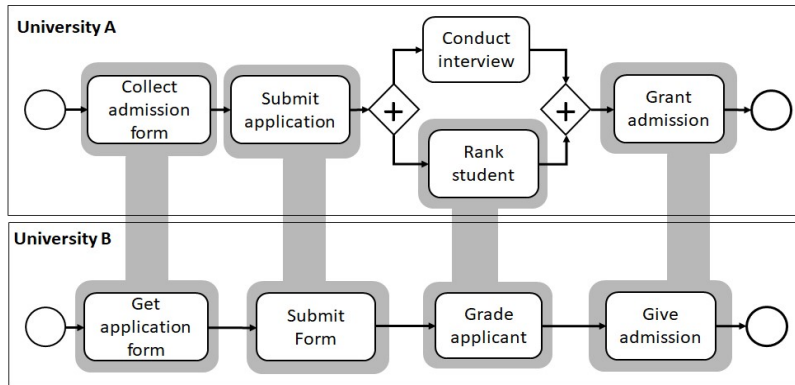 University A
Collect
admission
form
Submit
application
Conduct
interview
Rank
student
Grant
admission
University B
Get
application
form
Submit
Form
Grade
applicant
Give
admission